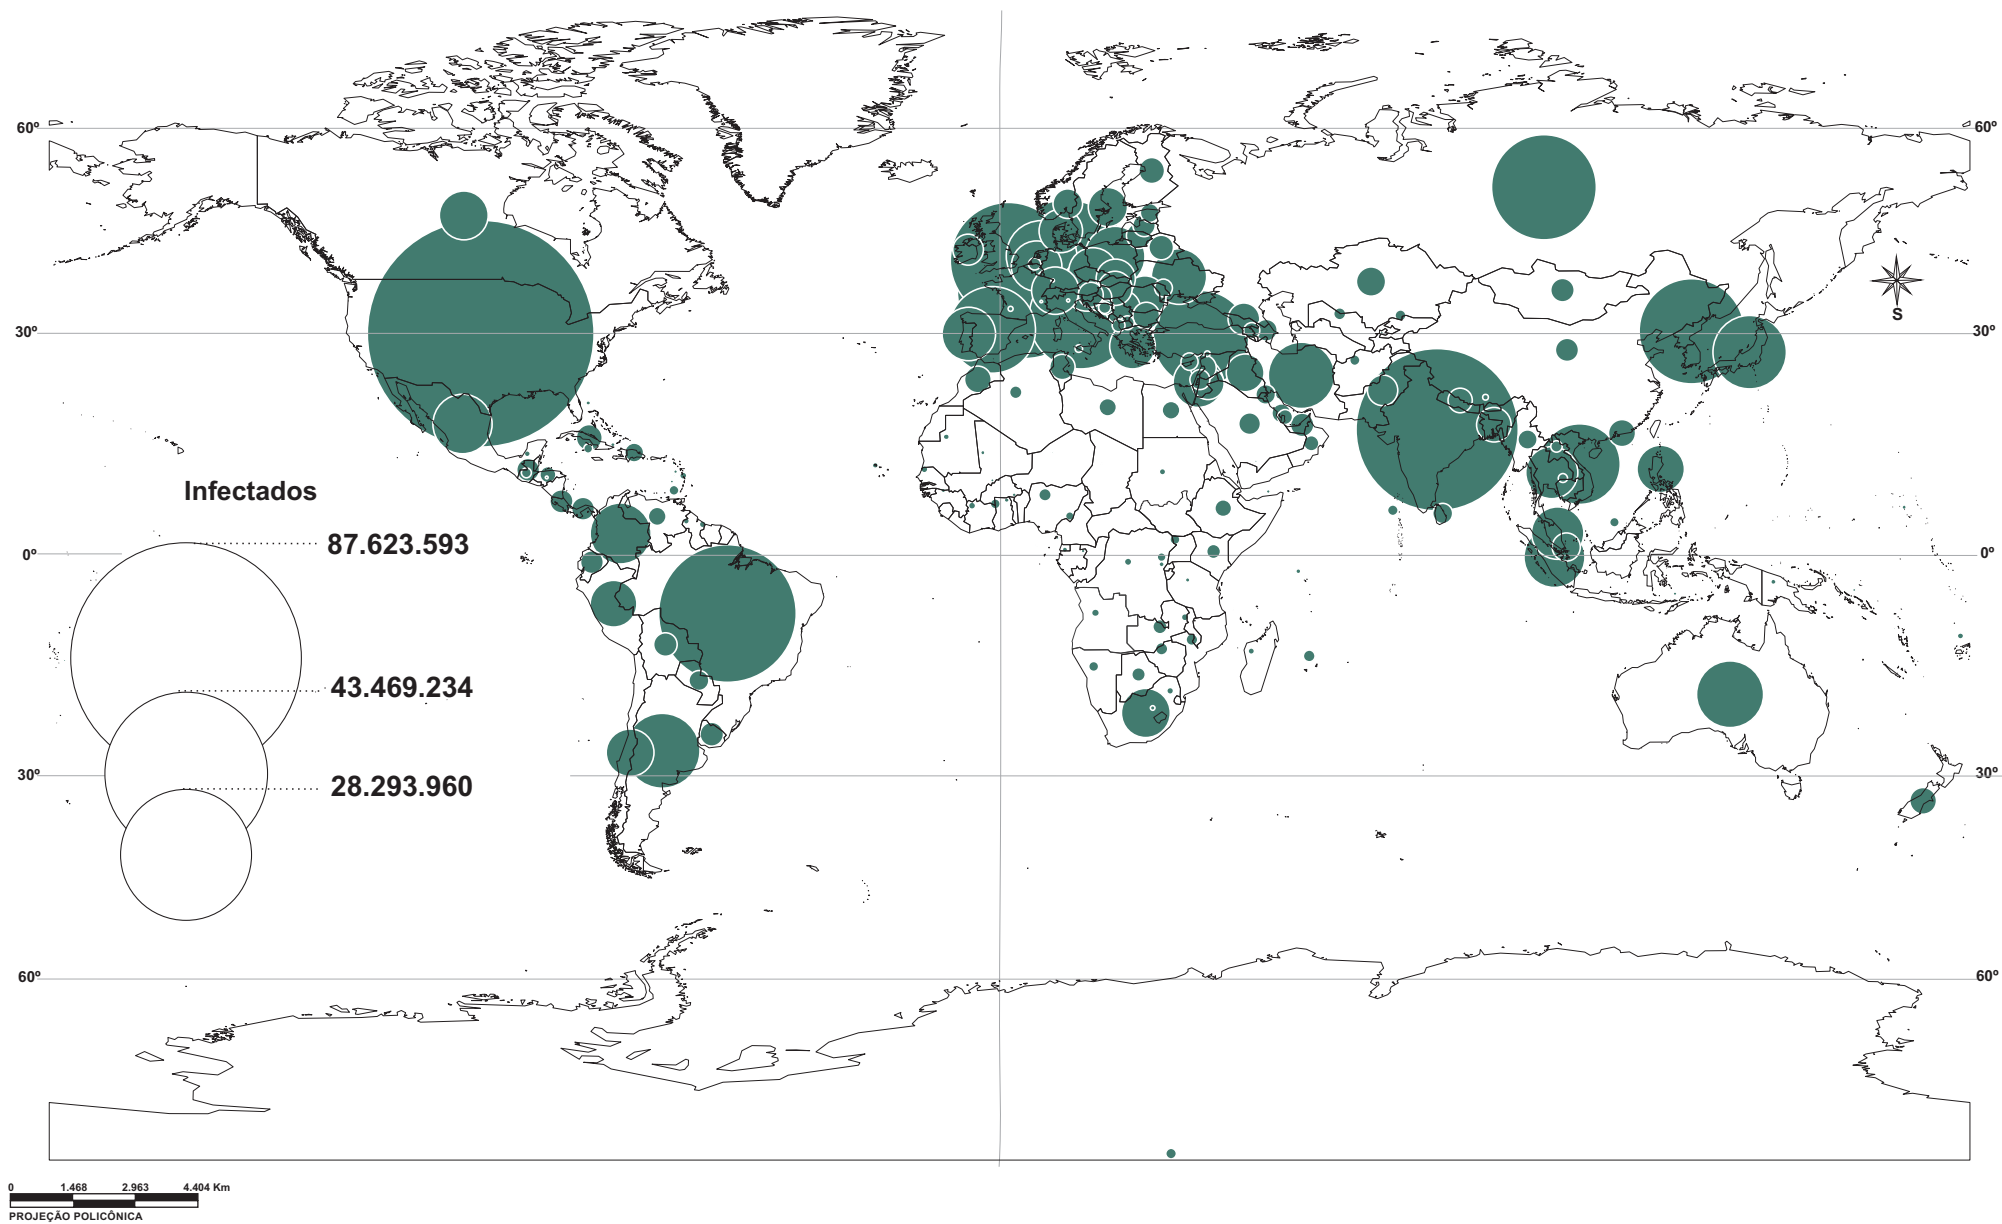 60º 60º
S
30º 30º
Infectados
87.623.593
0º 0º
43.469.234
30º 30º
28.293.960
60º 60º
0 1.468 2.963 4.404 Km
PROJEÇÃO POLICÔNICA